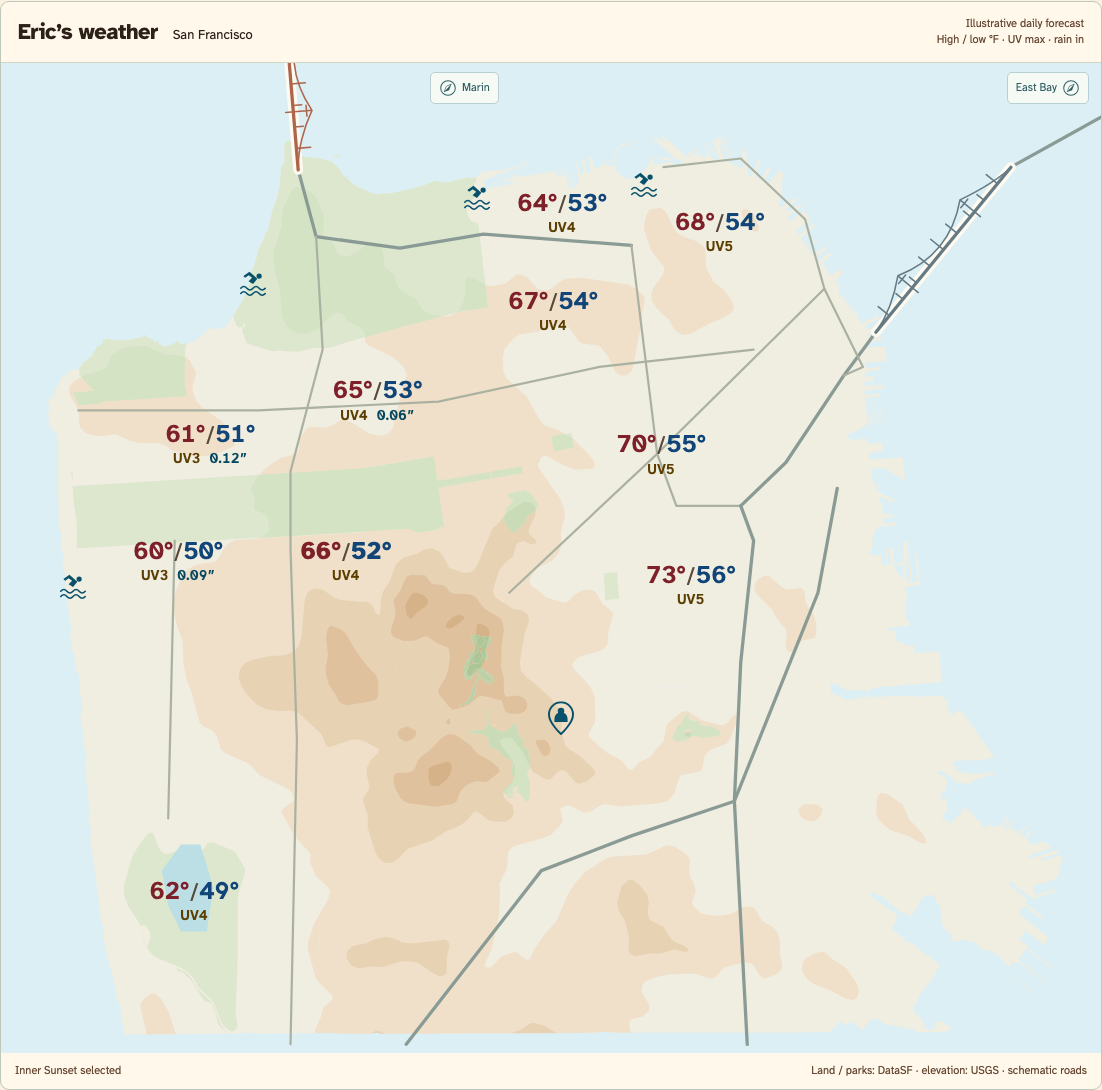 Eric's weather San Francisco
Illustrative daily forecast
High / low °F · UV max · rain in
Marin
East Bay
64°/53°
UV4
68°/54°
UV5
67°/54°
UV4
65°/53°
UV4 0.06″
61°/51°
UV3 0.12″
70°/55°
UV5
60°/50°
UV3 0.09″
66°/52°
UV4
73°/56°
UV5
62°/49°
UV4
Inner Sunset selected
Land / parks: DataSF · elevation: USGS · schematic roads